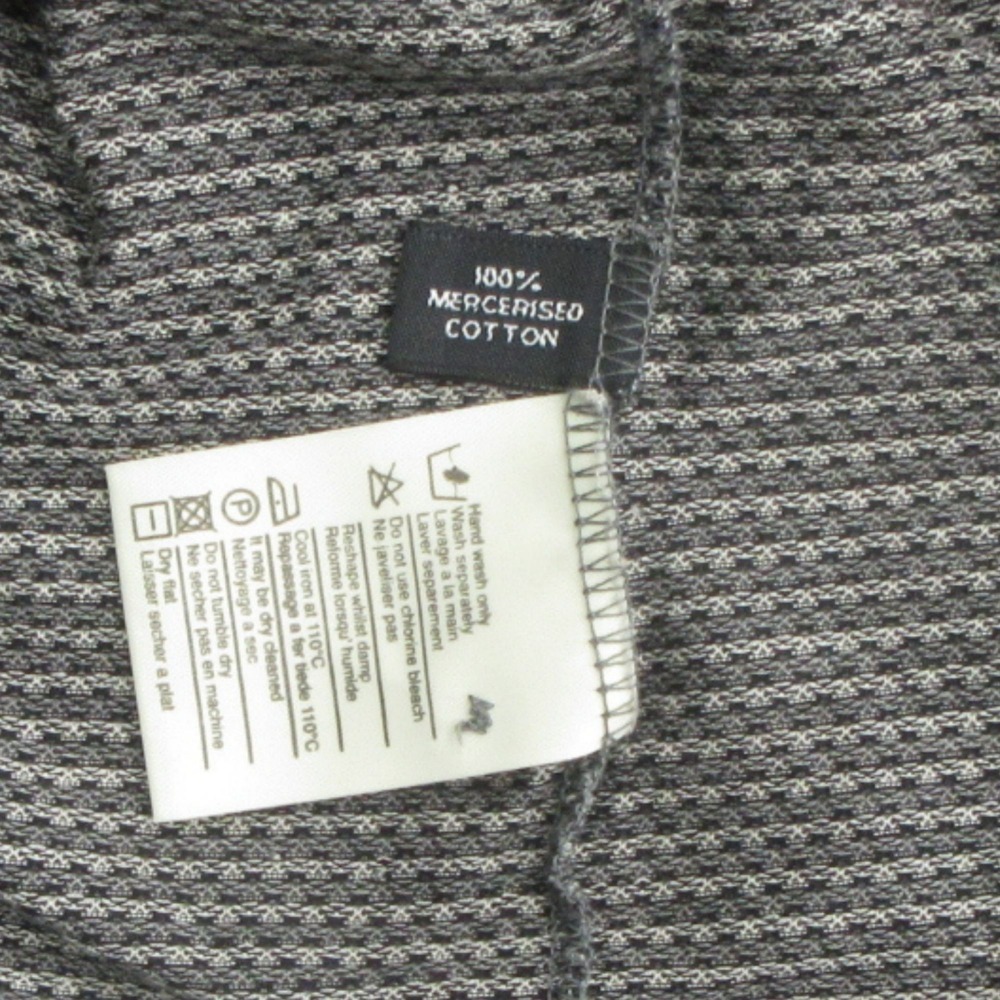 100%
MERCERISED
COTTON
Hand wash only
Wash separately
Lavage a la main
Laver separement
Do not use chlorine bleach
Ne javeliser pas
Reshape whilst damp
Reforme lorsqu' humide
Cool iron at 110°C
Repassage a fer tiede 110°C
It may be dry cleaned
Nettoyage a sec
Do not tumble dry
Ne secher pas en machine
Dry flat
Laisser secher a plat
P